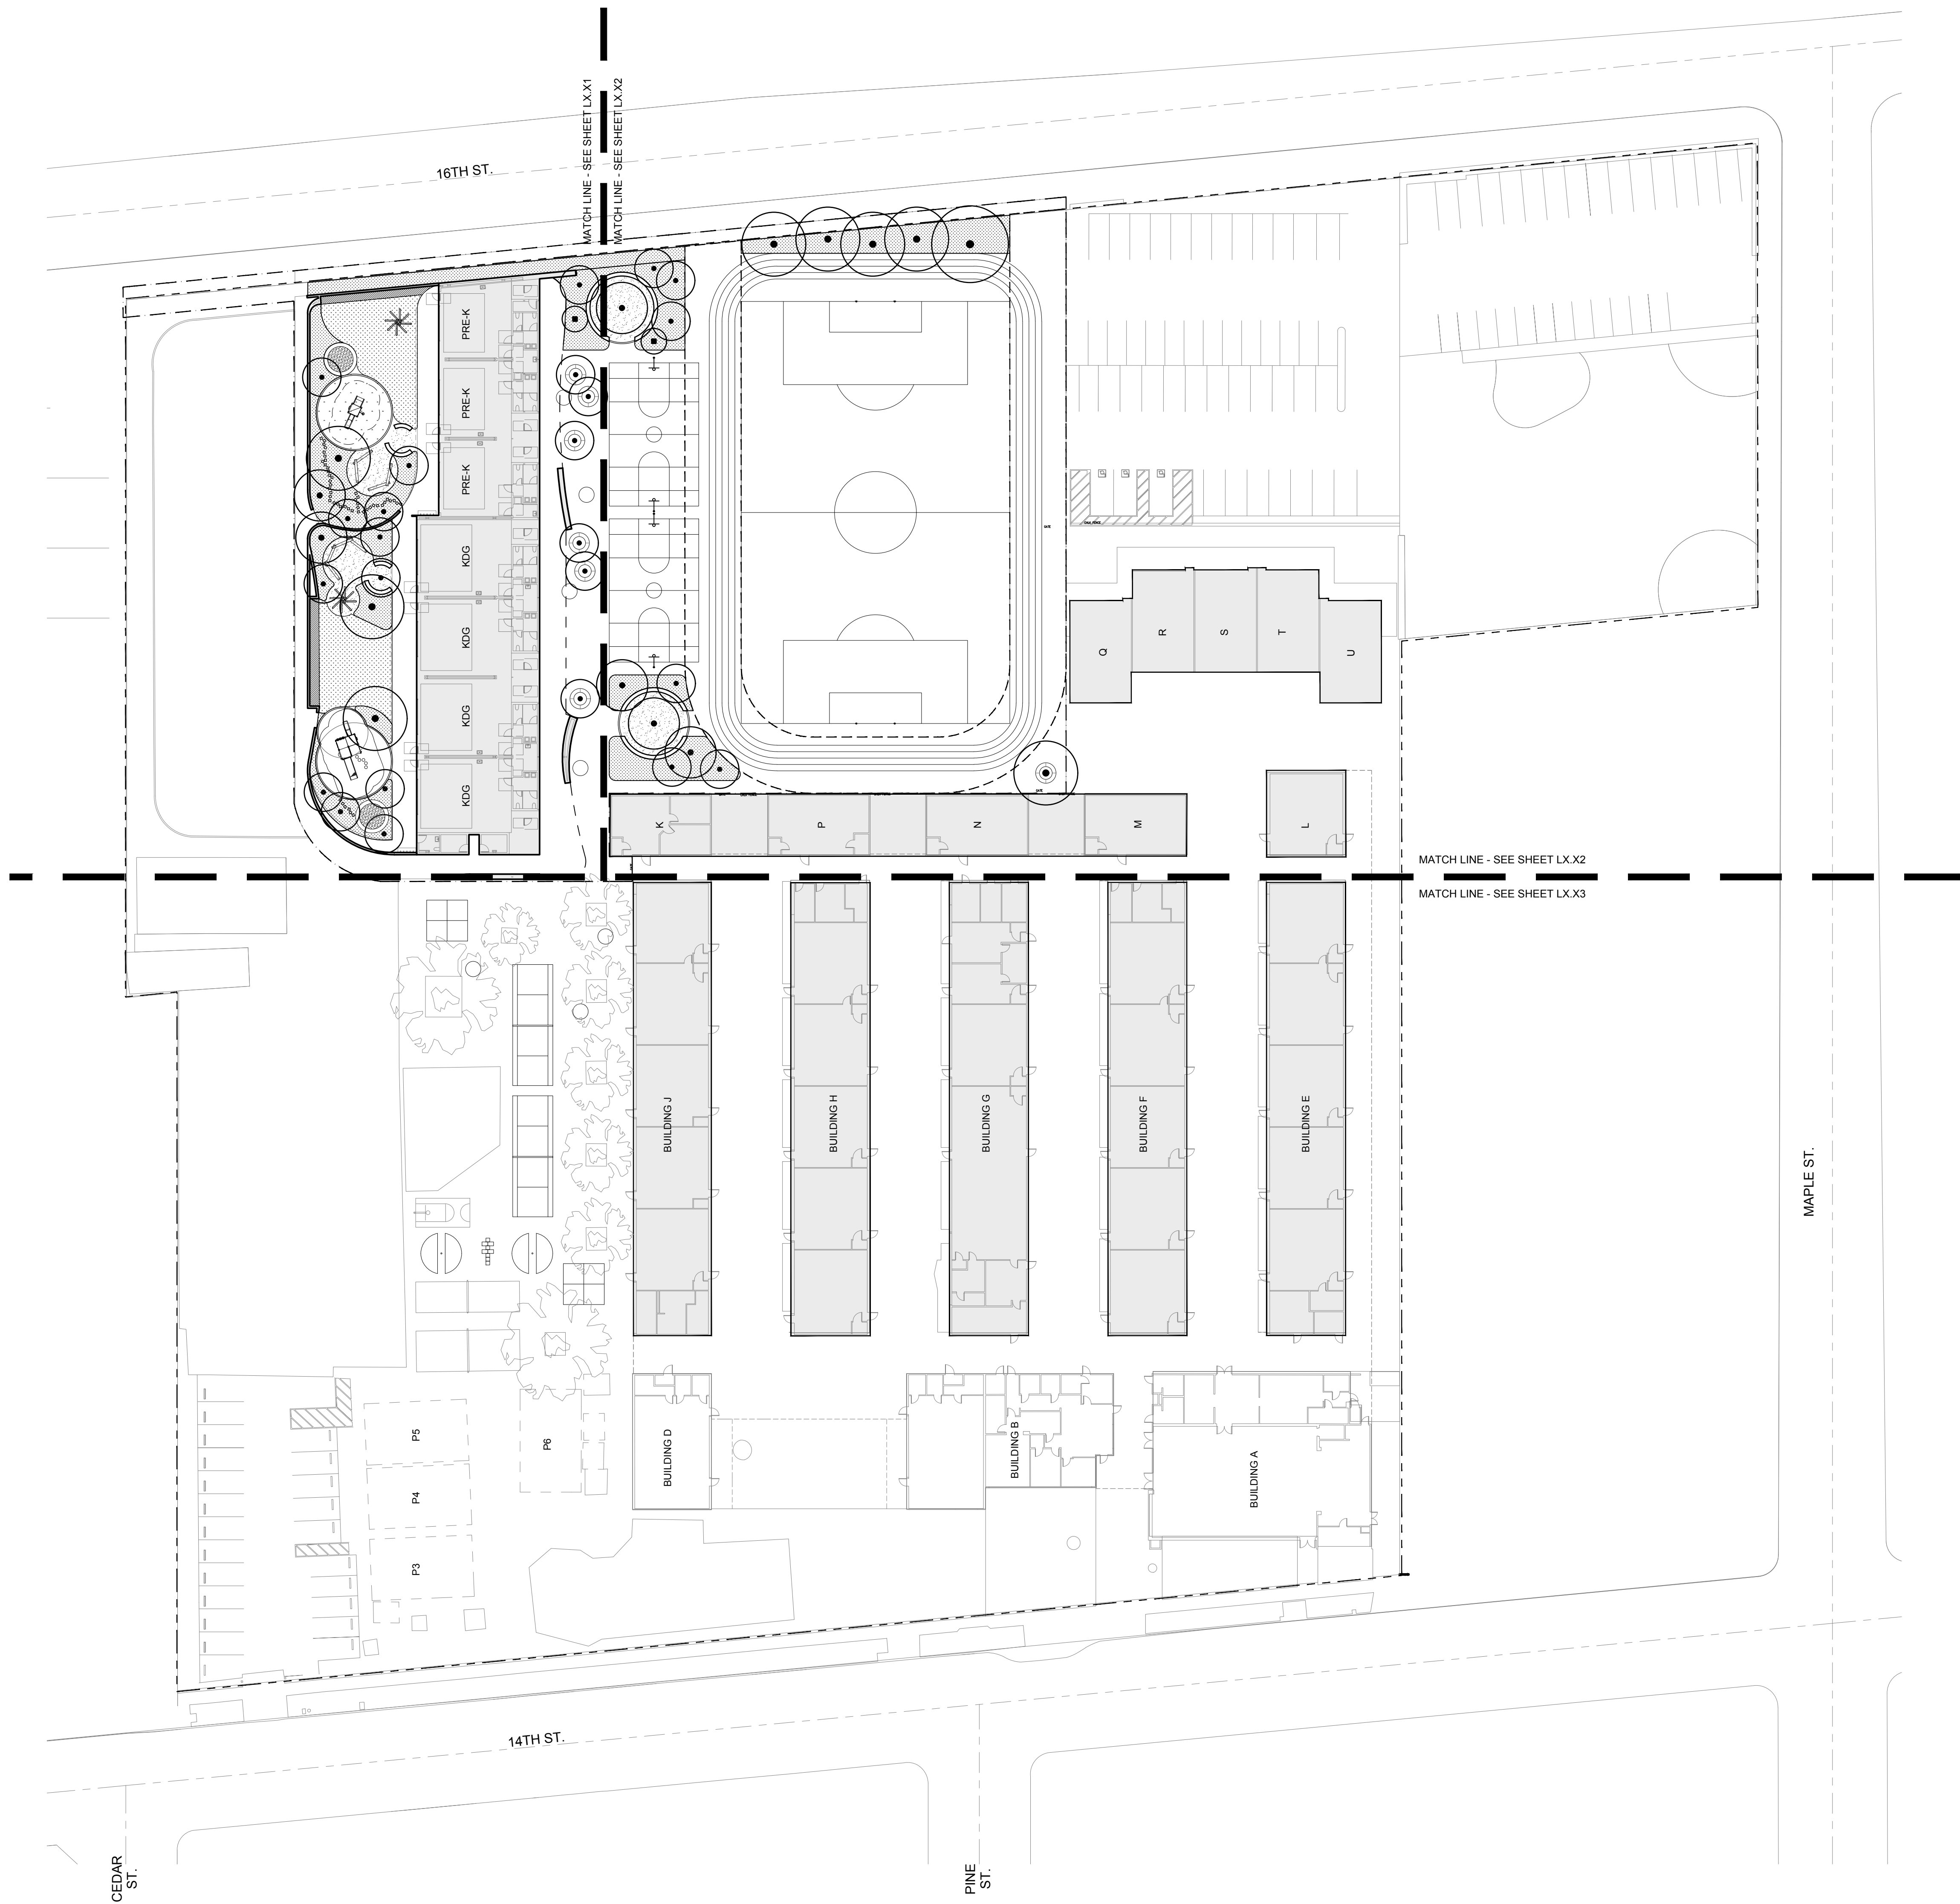 16TH ST.
MATCH LINE - SEE SHEET LX.X1
MATCH LINE - SEE SHEET LX.X2
PRE-K
PRE-K
PRE-K
KDG
KDG
KDG
KDG
GATE
Q
R
S
T
U
K
P
N
M
L
GATE
MATCH LINE - SEE SHEET LX.X2
MATCH LINE - SEE SHEET LX.X3
BUILDING J
BUILDING H
BUILDING G
BUILDING F
BUILDING E
MAPLE ST.
P5
P4
P3
P6
BUILDING D
BUILDING B
BUILDING A
14TH ST.
CEDAR
ST.
PINE
ST.